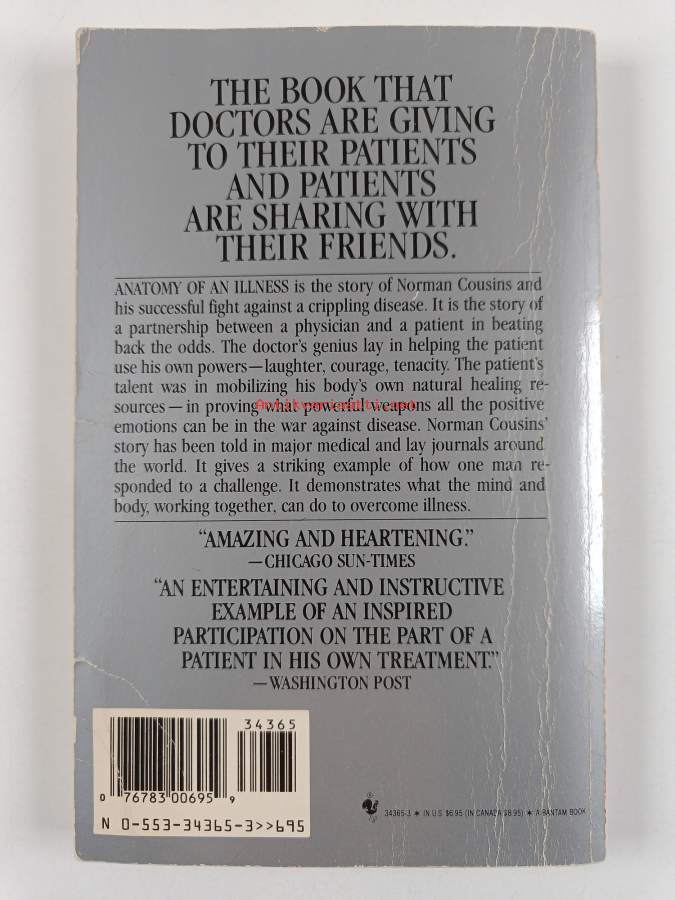 THE BOOK THAT
DOCTORS ARE GIVING
TO THEIR PATIENTS
AND PATIENTS
ARE SHARING WITH
THEIR FRIENDS.
ANATOMY OF AN ILLNESS is the story of Norman Cousins and
his successful fight against a crippling disease. It is the story of
a partnership between a physician and a patient in beating
back the odds. The doctor's genius lay in helping the patient
use his own powers—laughter, courage, tenacity. The patient's
talent was in mobilizing his body's own natural healing re-
sources—in proving what powerful weapons all the positive
emotions can be in the war against disease. Norman Cousins'
story has been told in major medical and lay journals around
the world. It gives a striking example of how one man re-
sponded to a challenge. It demonstrates what the mind and
body, working together, can do to overcome illness.
"AMAZING AND HEARTENING."
—CHICAGO SUN-TIMES
"AN ENTERTAINING AND INSTRUCTIVE
EXAMPLE OF AN INSPIRED
PARTICIPATION ON THE PART OF A
PATIENT IN HIS OWN TREATMENT."
—WASHINGTON POST
34365
0 76783 00695 9
N 0-553-34365-3>>695
34365-3 * IN U.S. $6.95 (IN CANADA $8.95) * A BANTAM BOOK